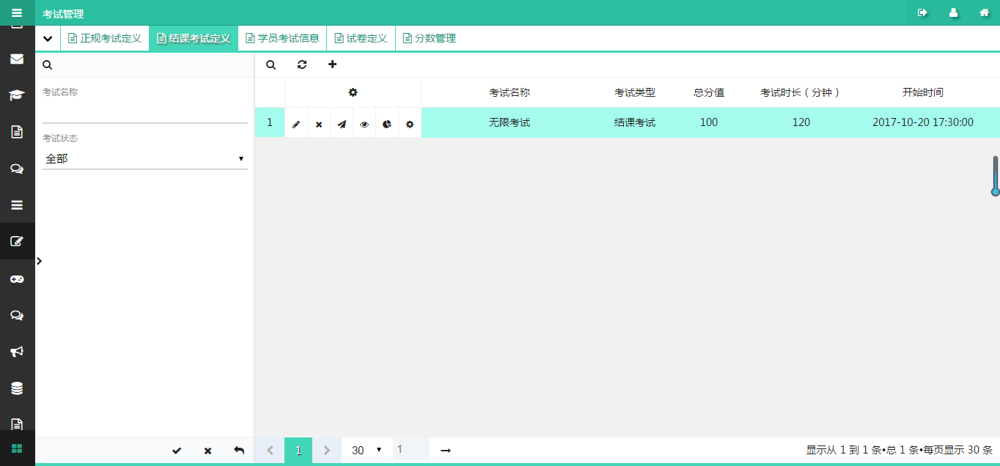 考试管理
正规考试定义 结课考试定义 学员考试信息 试卷定义 分数管理
考试名称
考试状态
全部
考试名称 考试类型 总分值 考试时长（分钟） 开始时间
1 无限考试 结课考试 100 120 2017-10-20 17:30:00
1 30 1 显示从 1 到 1 条•总 1 条•每页显示 30 条